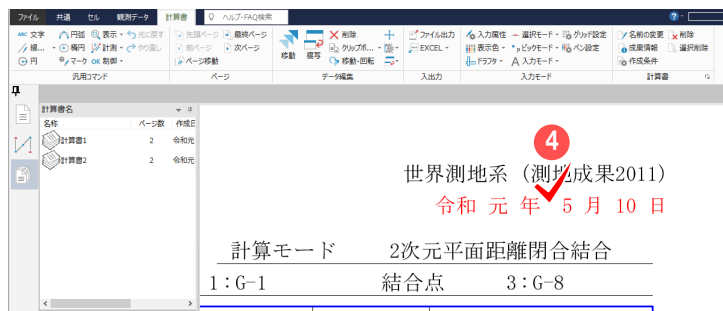 ファイル 共通 セル 観測データ 計算書 ヘルプ-FAQ検索
ABC 文字 円弧 表示 元に戻す 先頭ページ 最終ページ 削除 ファイル出力 入力属性 選択モード グリッド設定 名前の変更 削除
線... 楕円 計測 やり直し 前ページ 次ページ 移動 複写 クリップボ... EXCEL 表示色 ピックモード ペン設定 成果情報 選択削除
円 マーク OK 制御 ページ移動 移動・回転 ドラフタ 入力モード 作成条件
汎用コマンド ページ データ編集 入出力 入力モード 計算書
計算書名
名称 ページ数 作成日
計算書1 2 令和元
計算書2 2 令和元
4
世界測地系（測地成果2011）
令和 元 年 5 月 10 日
計算モード 2次元平面距離閉合結合
1：G-1 結合点 3：G-8